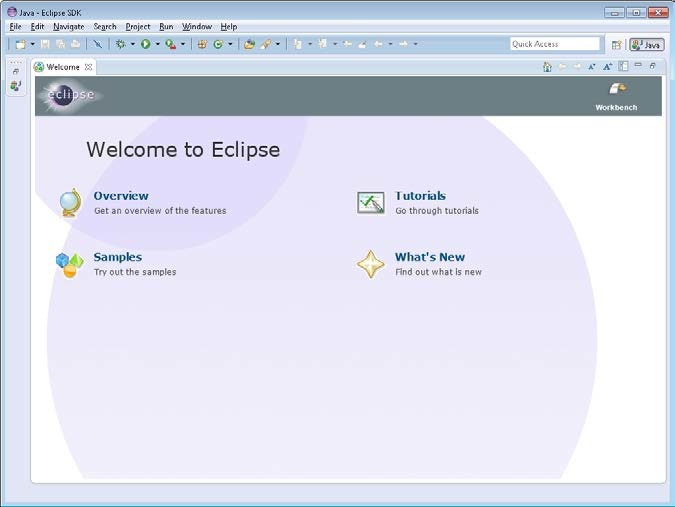 Java - Eclipse SDK
File Edit Navigate Search Project Run Window Help
Quick Access
Java
Welcome
eclipse
Workbench
Welcome to Eclipse
Overview
Get an overview of the features
Tutorials
Go through tutorials
Samples
Try out the samples
What's New
Find out what is new